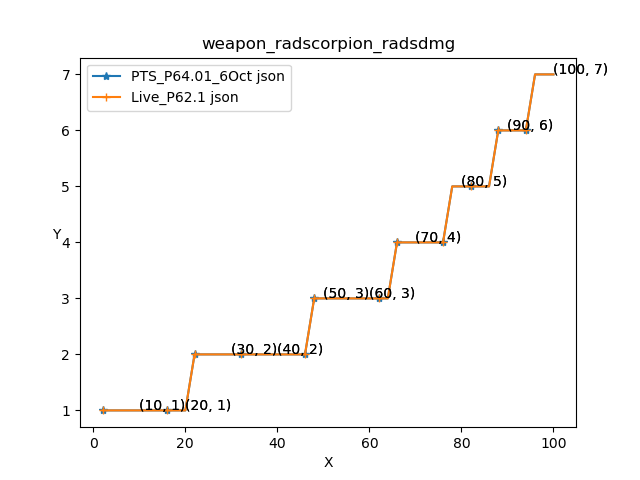 weapon_radscorpion_radsdmg
PTS_P64.01_6Oct json
Live_P62.1 json
7
(100, 7)
6
(90, 6)
5
(80, 5)
Y
4
(70, 4)
3
(50, 3)(60, 3)
2
(30, 2)(40, 2)
1
(10, 1)(20, 1)
0 20 40 60 80 100
X